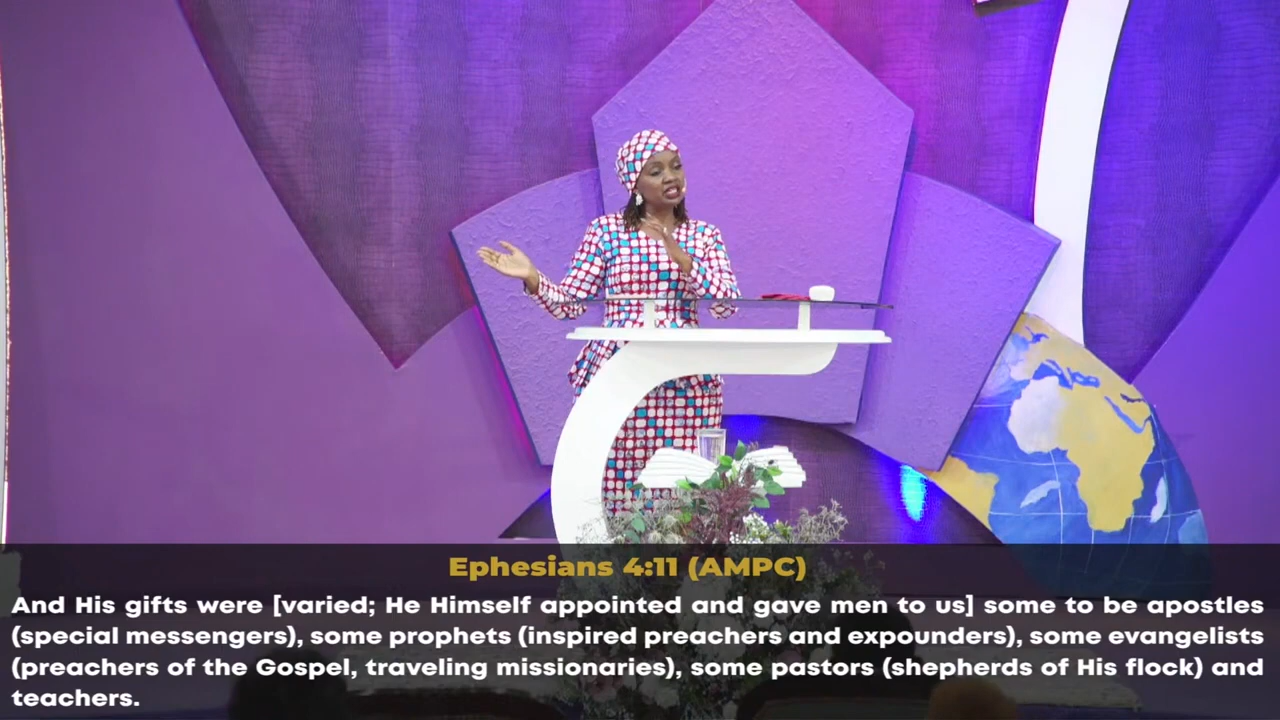 Ephesians 4:11 (AMPC)
And His gifts were [varied; He Himself appointed and gave men to us] some to be apostles
(special messengers), some prophets (inspired preachers and expounders), some evangelists
(preachers of the Gospel, traveling missionaries), some pastors (shepherds of His flock) and
teachers.